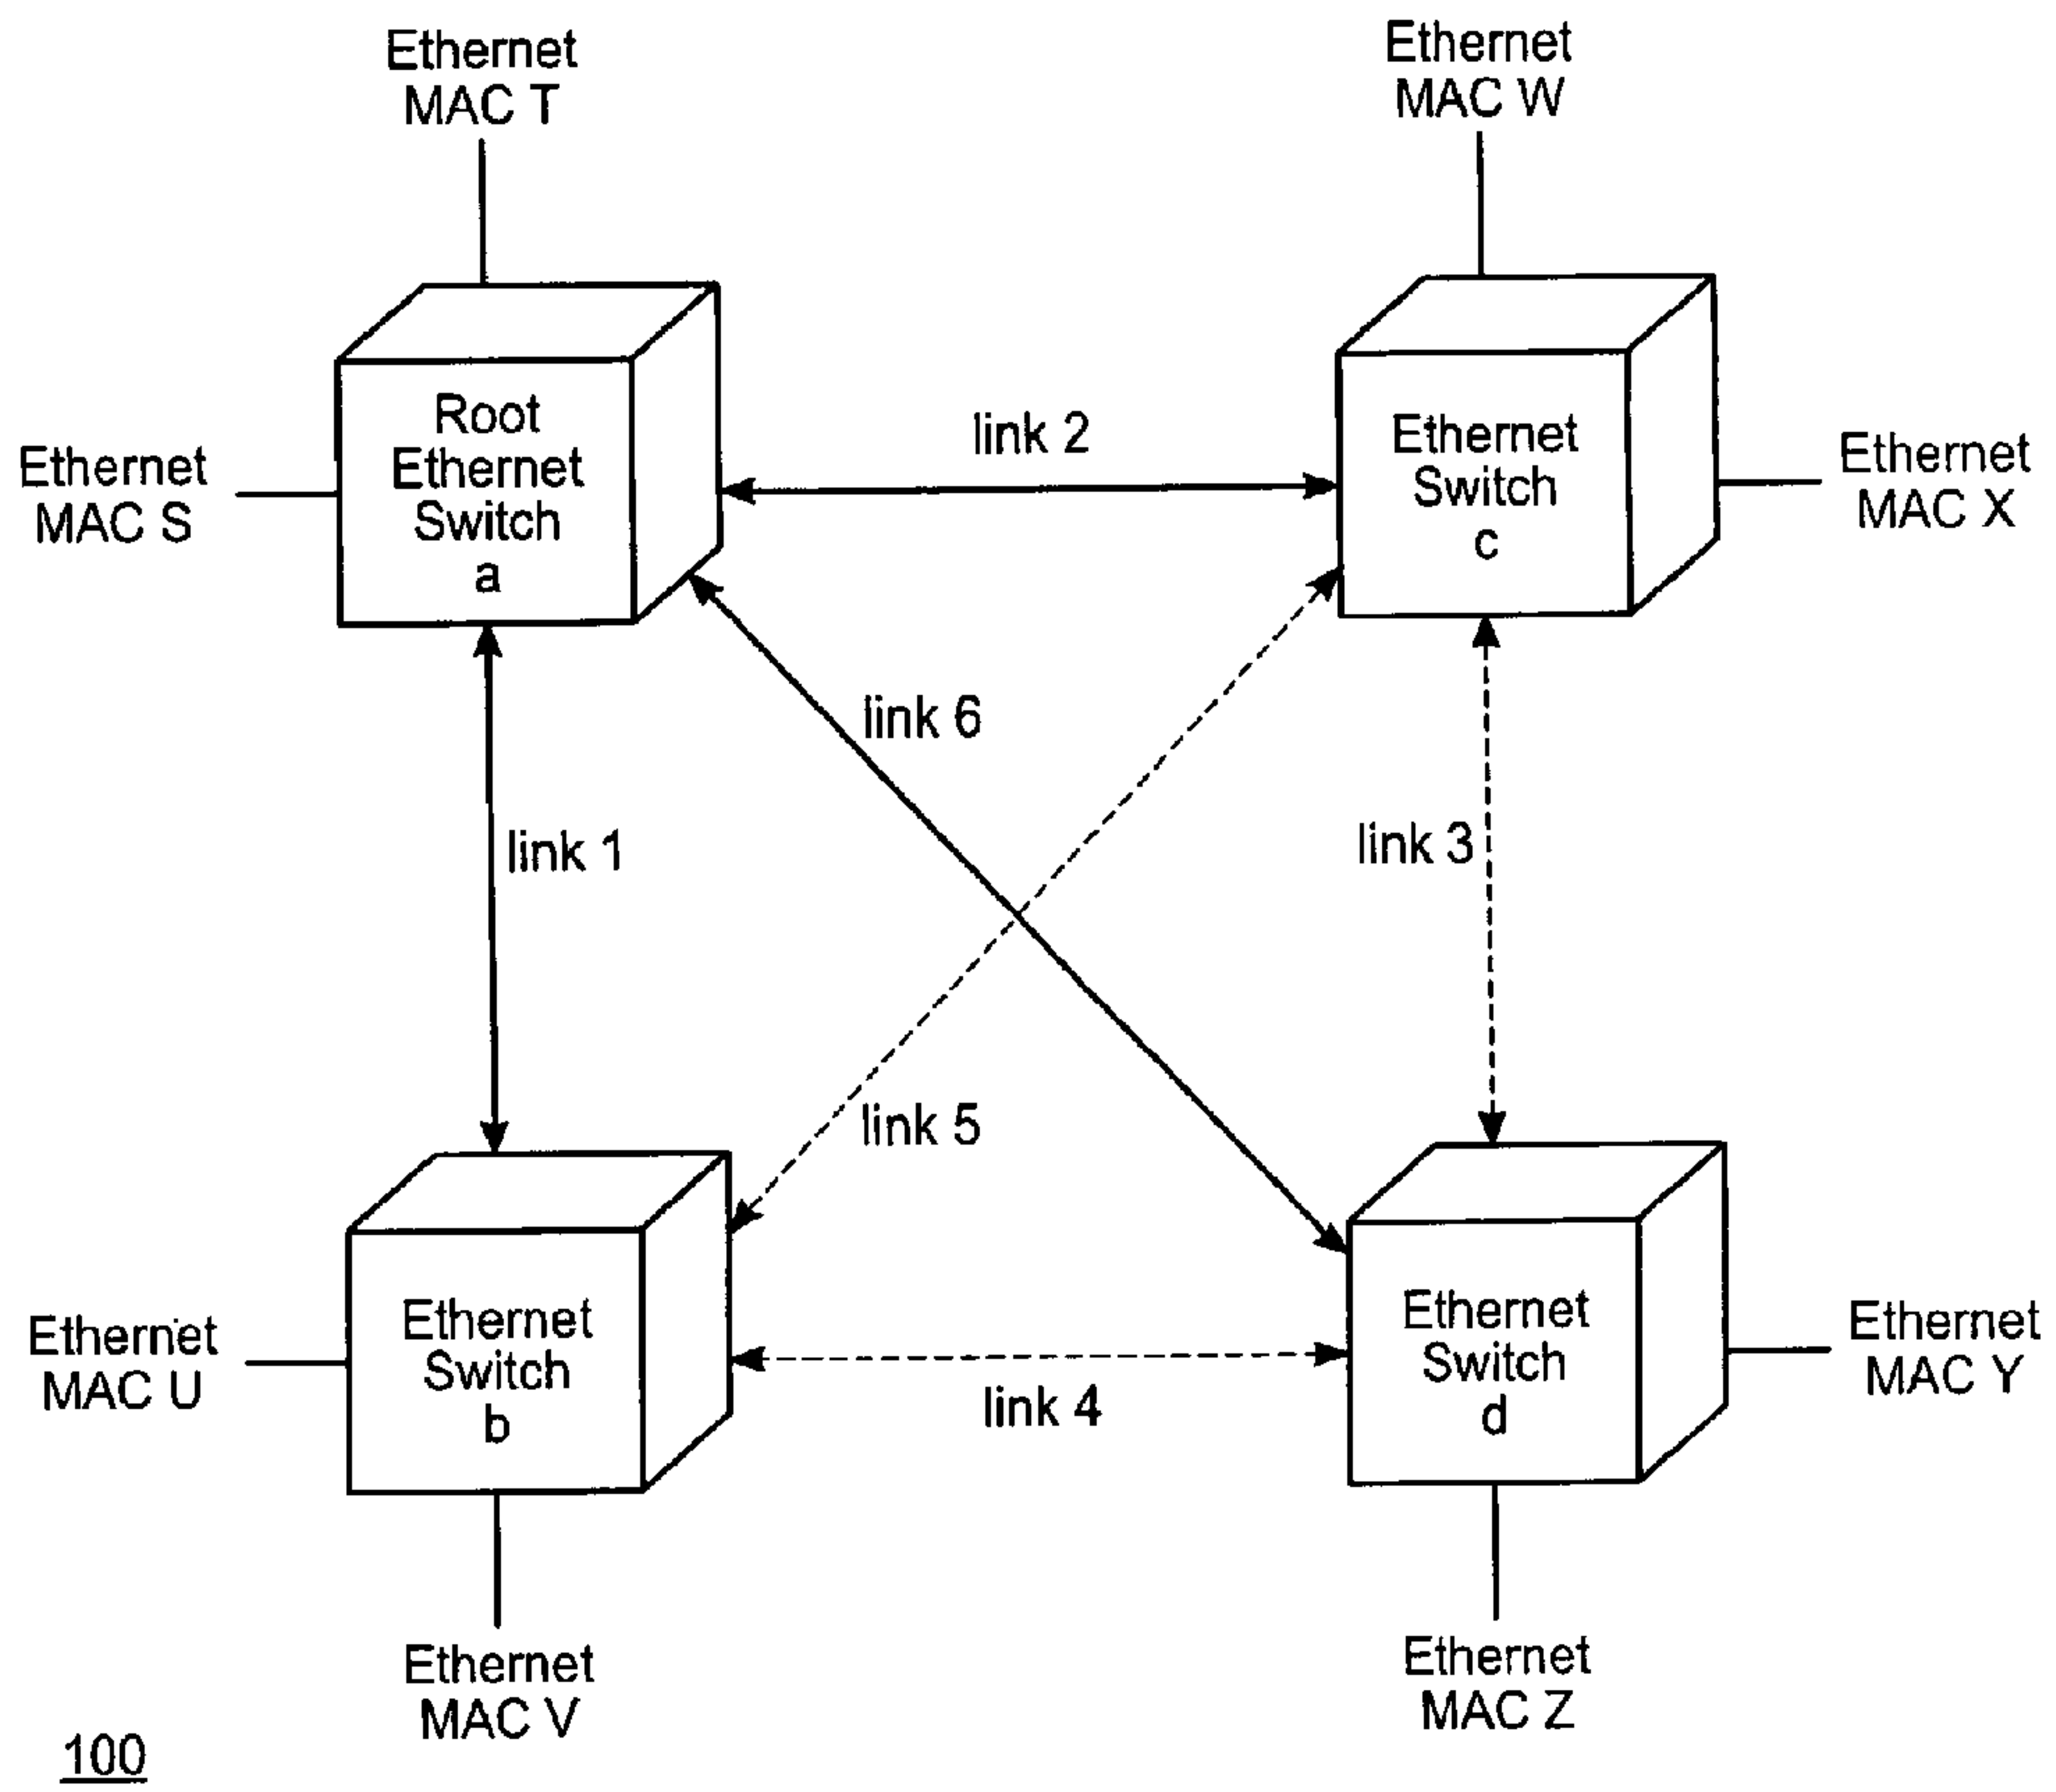 Ethernet
MAC T
Ethernet
MAC W
Root
Ethernet
Switch
a
Ethernet
MAC S
link 2
Ethernet
Switch
c
Ethernet
MAC X
link 6
link 1
link 3
link 5
Ethernet
Switch
b
Ethernet
MAC U
link 4
Ethernet
Switch
d
Ethernet
MAC Y
Ethernet
MAC V
Ethernet
MAC Z
100